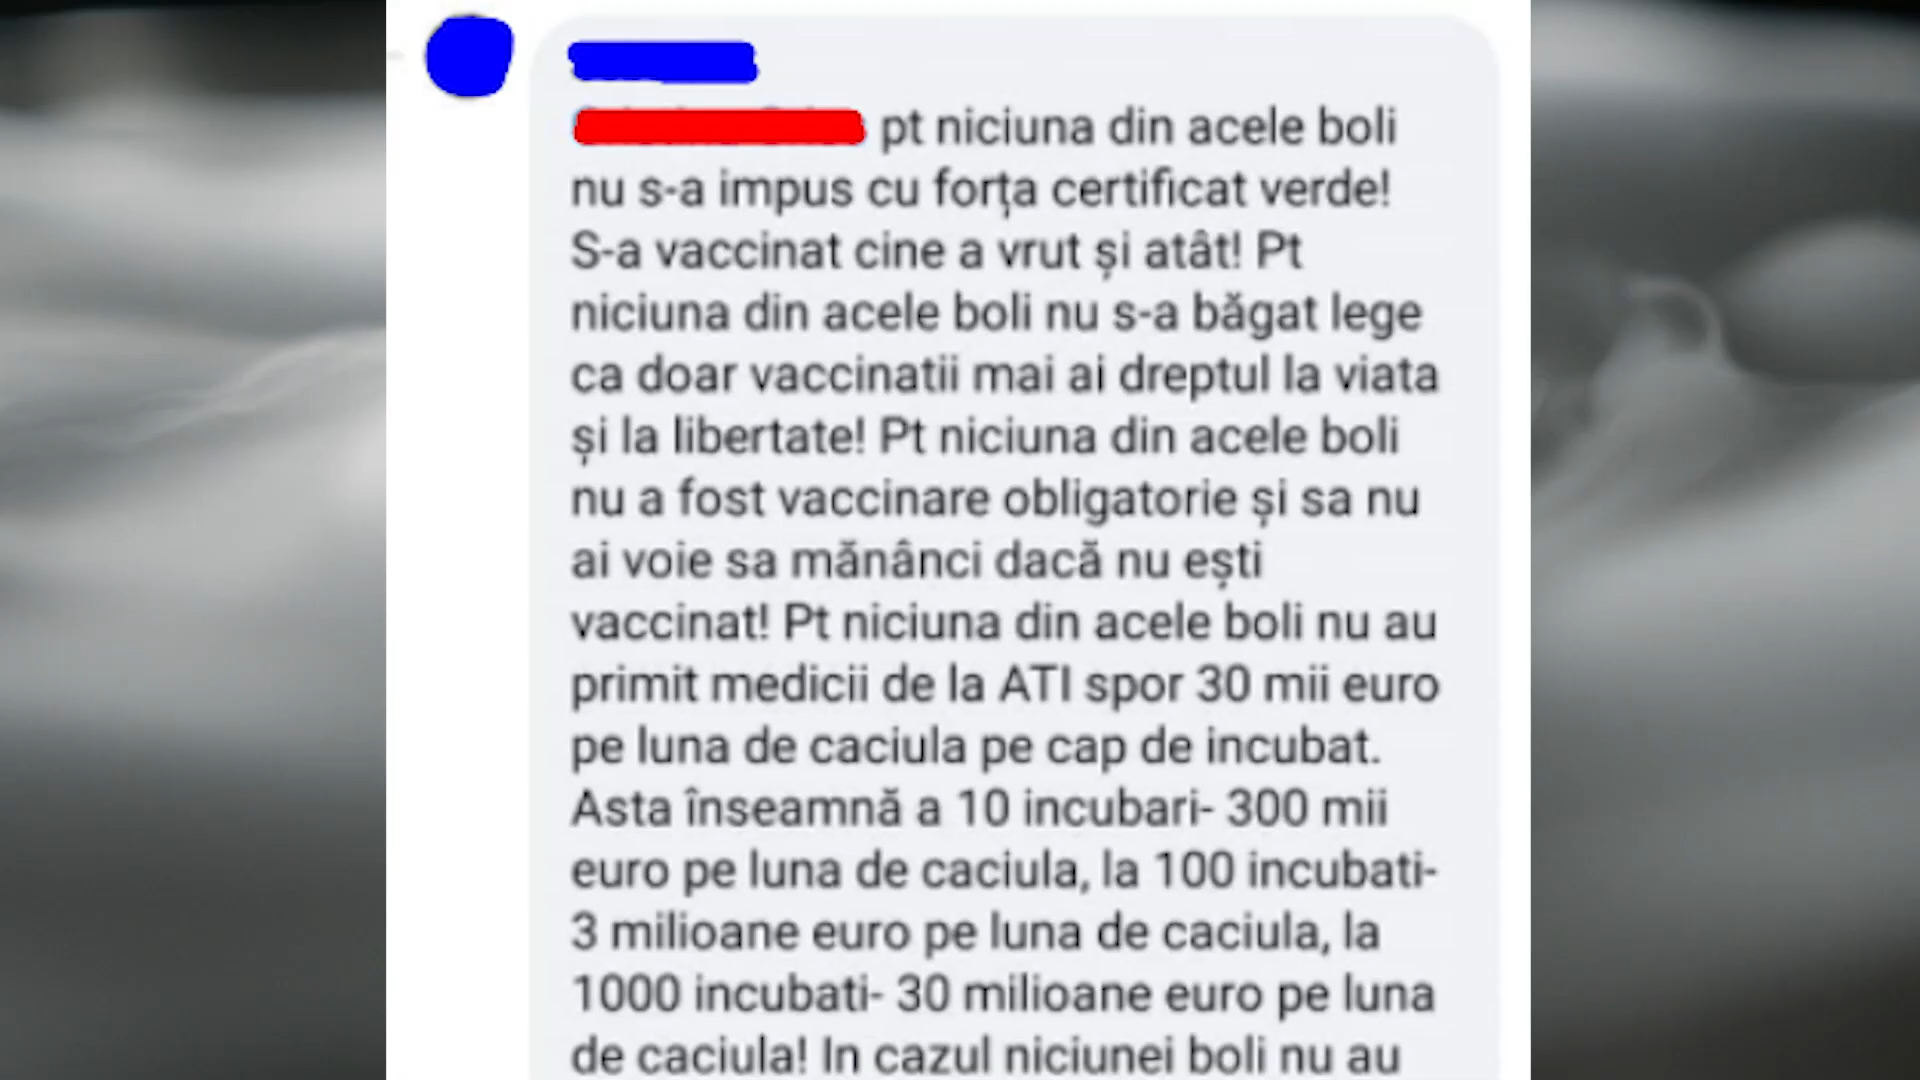 pt niciuna din acele boli
nu s-a impus cu forța certificat verde!
S-a vaccinat cine a vrut și atât! Pt
niciuna din acele boli nu s-a băgat lege
ca doar vaccinatii mai ai dreptul la viata
și la libertate! Pt niciuna din acele boli
nu a fost vaccinare obligatorie și sa nu
ai voie sa mănânci dacă nu ești
vaccinat! Pt niciuna din acele boli nu au
primit medicii de la ATI spor 30 mii euro
pe luna de caciula pe cap de incubat.
Asta înseamnă a 10 incubari- 300 mii
euro pe luna de caciula, la 100 incubati-
3 milioane euro pe luna de caciula, la
1000 incubati- 30 milioane euro pe luna
de caciula! In cazul niciunei boli nu au